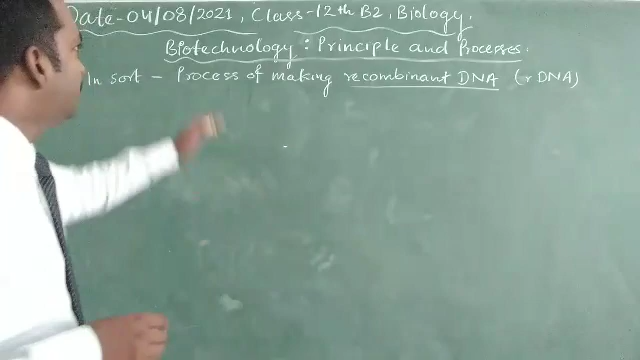 Date-04/08/2021, Class-12th B2, Biology.
Biotechnology: Principle and Processes.
In sort - Process of making recombinant DNA (rDNA)